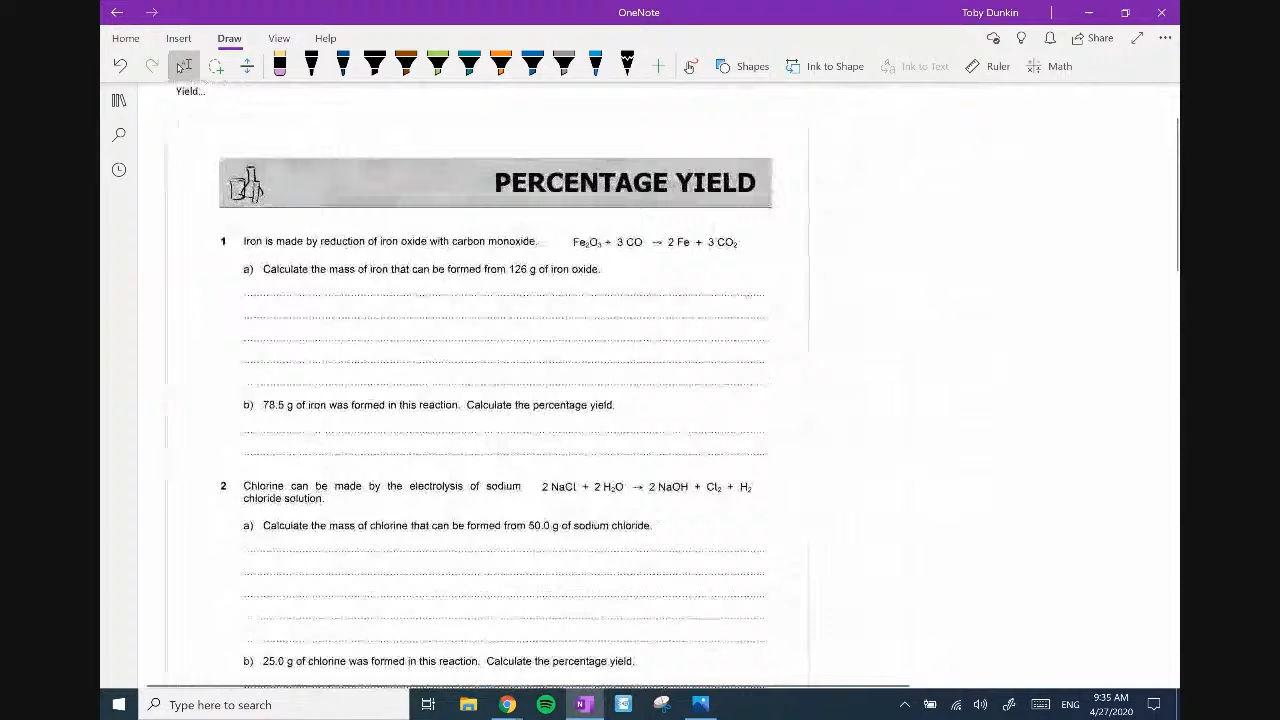 OneNote
Toby Dunkin
Home Insert Draw View Help
Share
Shapes Ink to Shape Ink to Text Ruler Math
Yield...
PERCENTAGE YIELD
1 Iron is made by reduction of iron oxide with carbon monoxide. Fe₂O₃ + 3 CO → 2 Fe + 3 CO₂
a) Calculate the mass of iron that can be formed from 126 g of iron oxide.
b) 78.5 g of iron was formed in this reaction. Calculate the percentage yield.
2 Chlorine can be made by the electrolysis of sodium 2 NaCl + 2 H₂O → 2 NaOH + Cl₂ + H₂
chloride solution.
a) Calculate the mass of chlorine that can be formed from 50.0 g of sodium chloride.
b) 25.0 g of chlorine was formed in this reaction. Calculate the percentage yield.
Type here to search
ENG
9:35 AM
4/27/2020